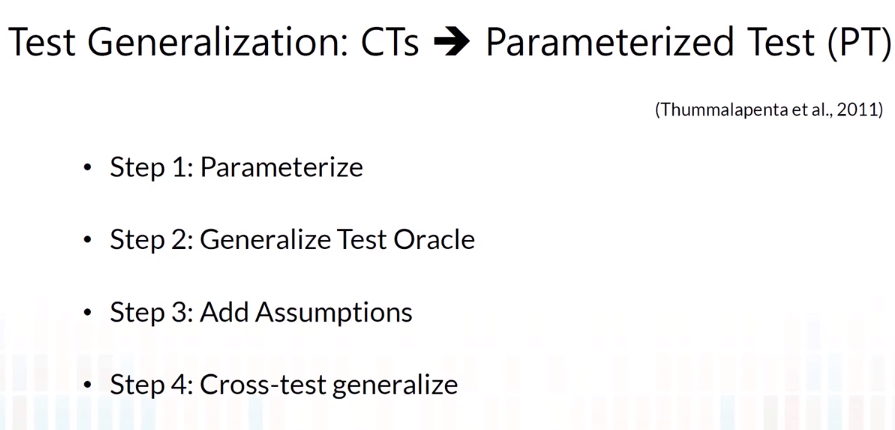 Test Generalization: CTs 🡺 Parameterized Test (PT)
(Thummalapenta et al., 2011)
• Step 1: Parameterize
• Step 2: Generalize Test Oracle
• Step 3: Add Assumptions
• Step 4: Cross-test generalize